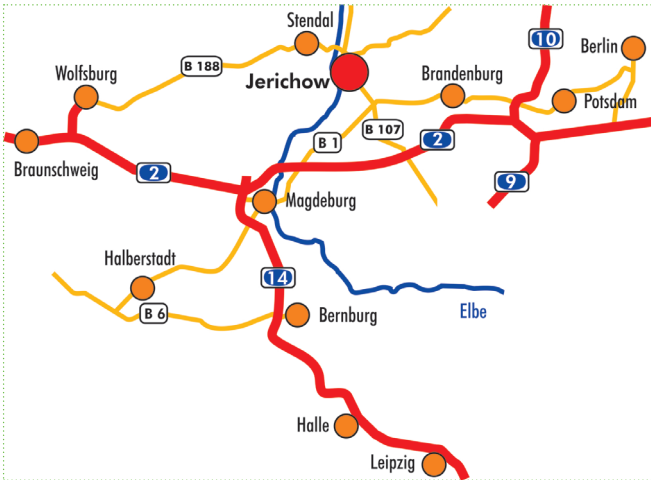 Stendal
10
Berlin
Wolfsburg
B 188
Jerichow
Brandenburg
Potsdam
B 107
B 1
2
Braunschweig
2
9
Magdeburg
Halberstadt
14
B 6
Bernburg
Elbe
Halle
Leipzig